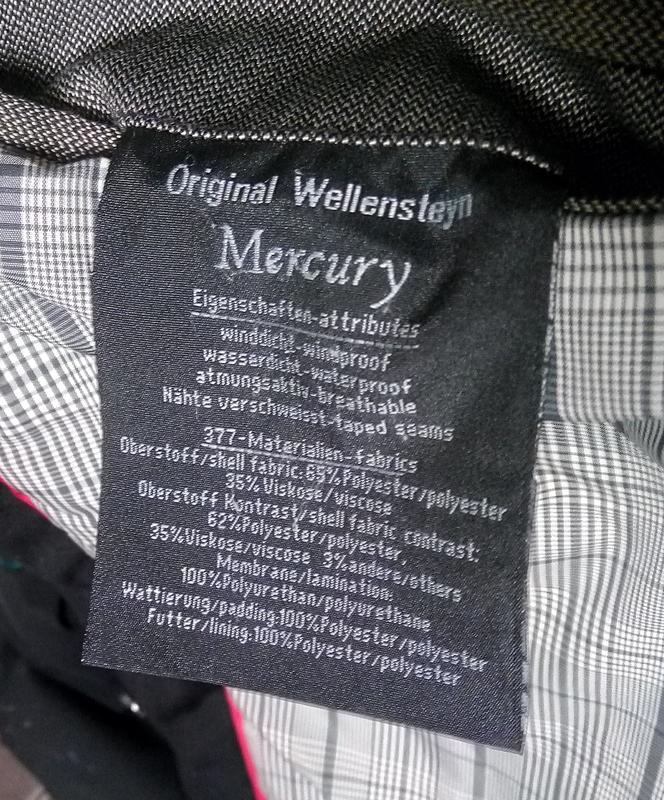 Original Wellensteyn
Mercury
Eigenschaften-attributes
winddicht-windproof
wasserdicht-waterproof
atmungsaktiv-breathable
Nähte verschweisst-taped seams
377-Materialien-fabrics
Oberstoff/shell fabric:65%Polyester/polyester
35%Viskose/viscose
Oberstoff Kontrast/shell fabric contrast:
62%Polyester/polyester,
35%Viskose/viscose 3%andere/others
Membrane/lamination:
100%Polyurethan/polyurethane
Wattierung/padding:100%Polyester/polyester
Futter/lining:100%Polyester/polyester